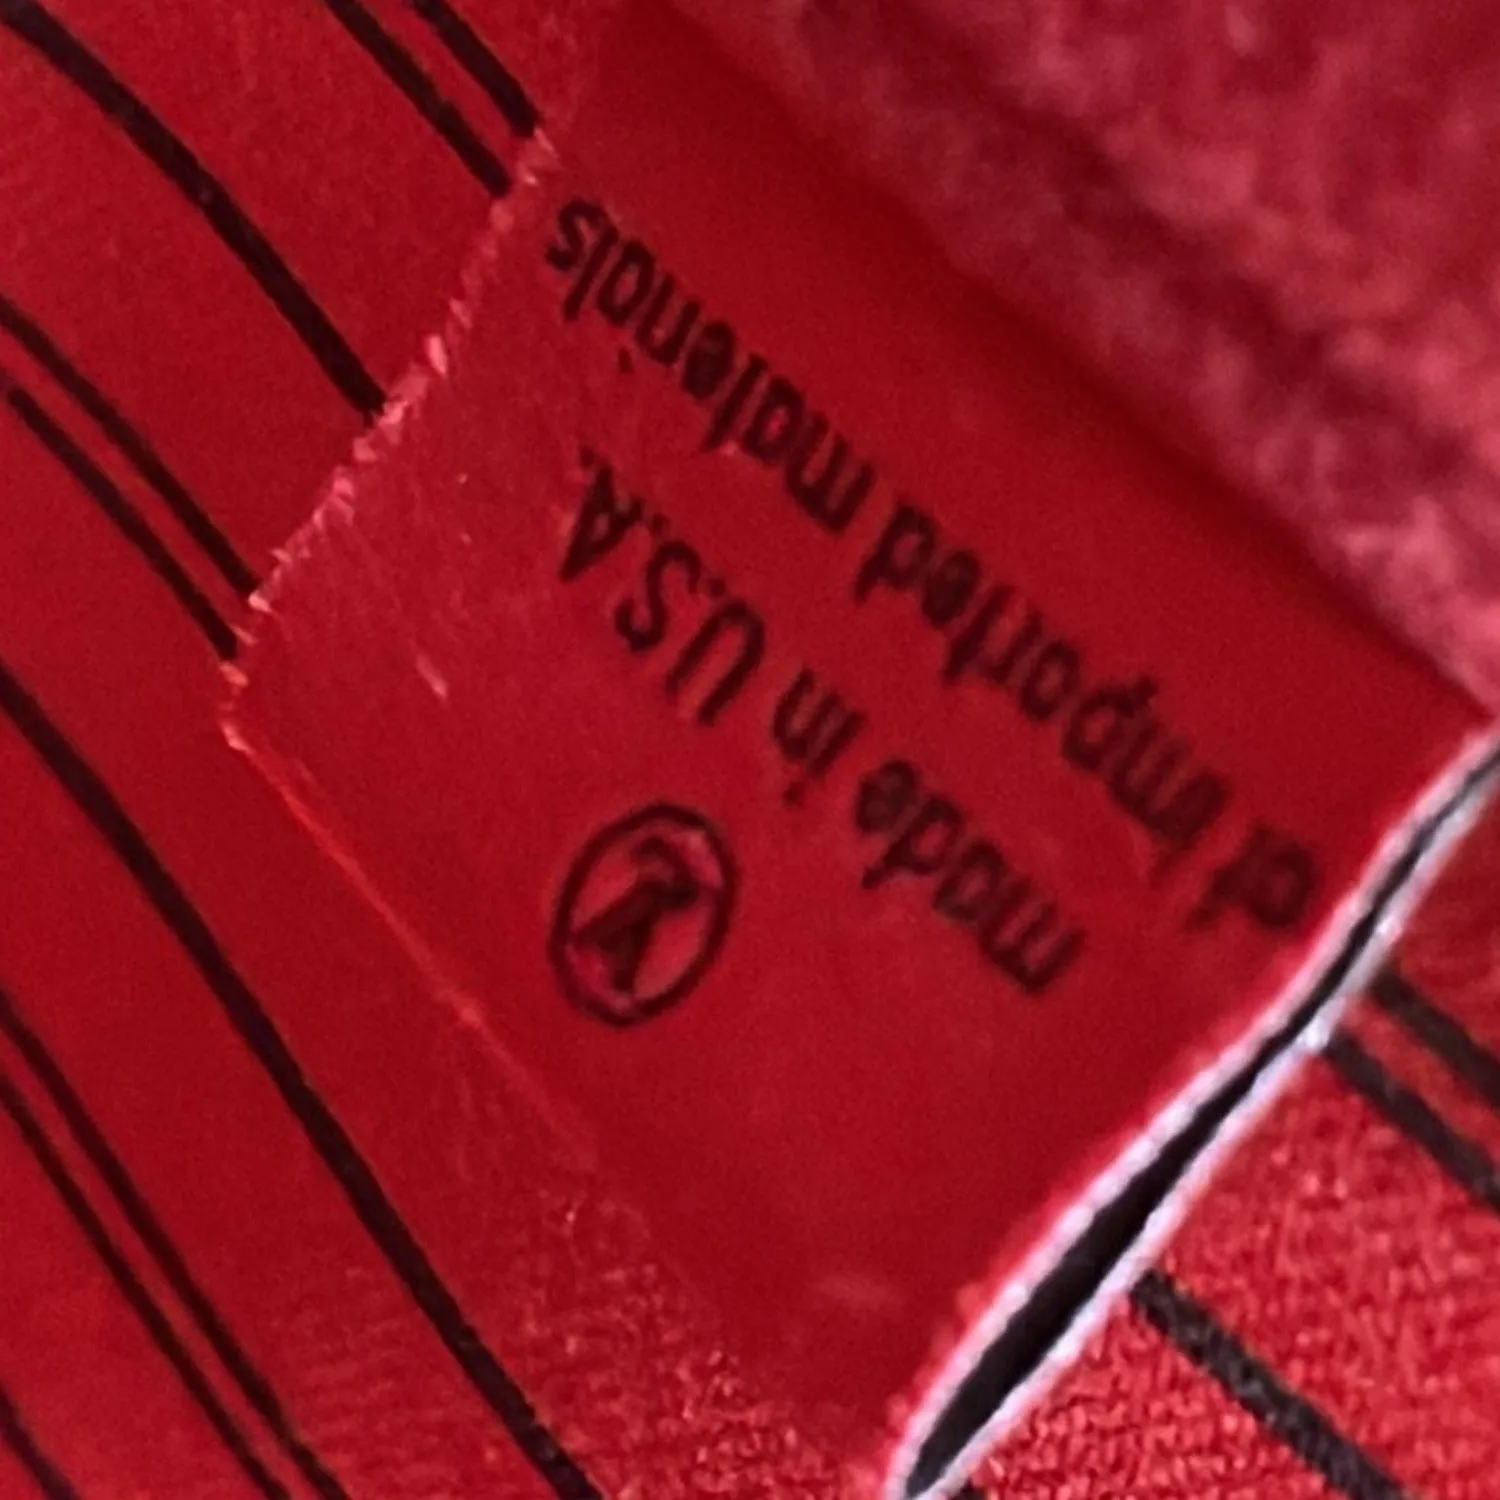 made in U.S.A.
of imported materials